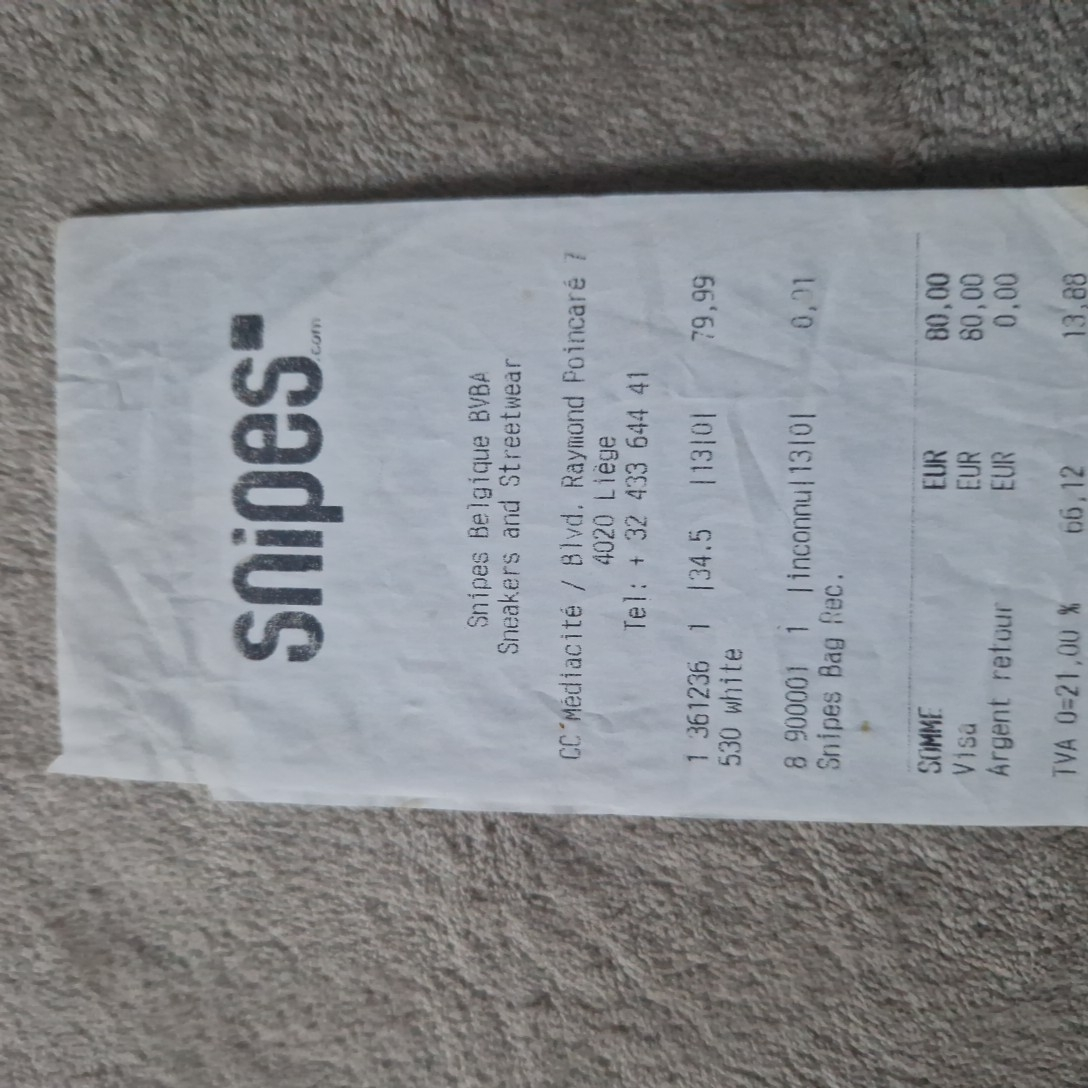 snipes
.com
Snipes Belgique BVBA
Sneakers and Streetwear
CC Médiacité / Blvd. Raymond Poincaré 7
4020 Liège
Tel: + 32 433 644 41
1 361236 1 |34.5 |13|0| 79,99
530 white
8 900001 1 |inconnu|13|0| 0,01
Snipes Bag Rec.
SOMME EUR 80,00
Visa EUR 80,00
Argent retour EUR 0,00
TVA 0=21,00 % 66,12 13,88